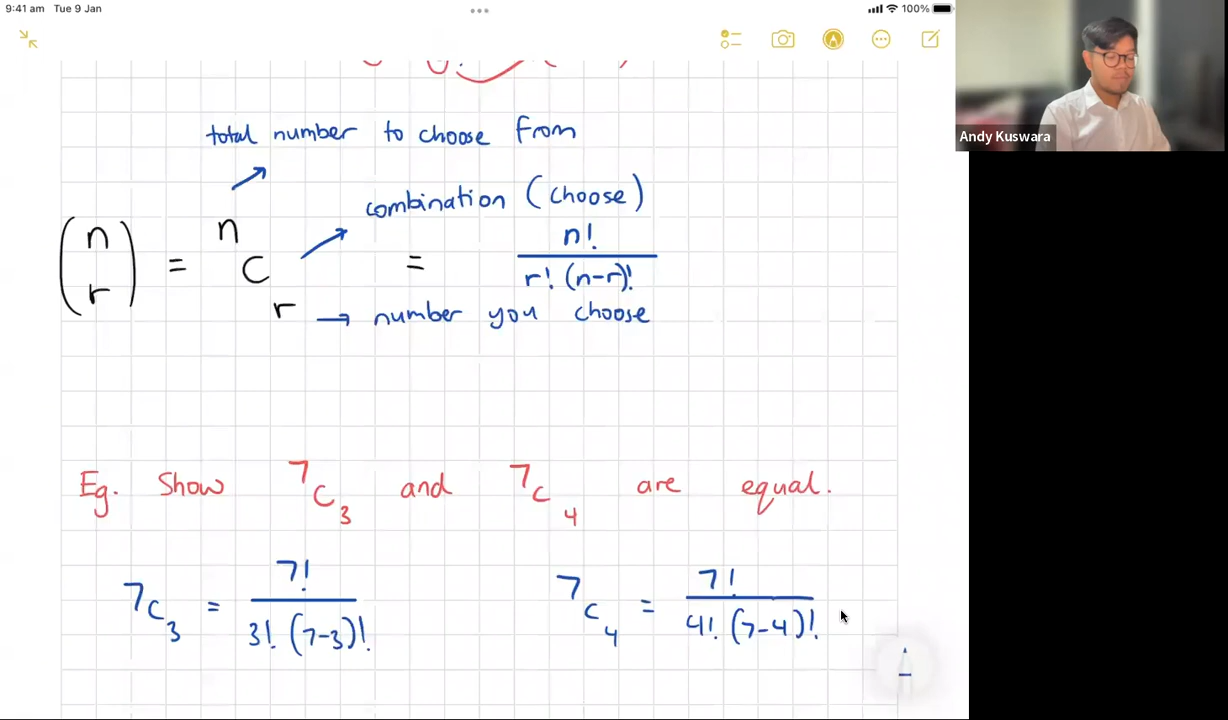 9:41 am Tue 9 Jan
100%
Andy Kuswara
total number to choose from
combination (choose)
(n r) = nCr = n! / r! (n-r)!
number you choose
Eg. Show 7C3 and 7C4 are equal.
7C3 = 7! / 3! (7-3)!
7C4 = 7! / 4! (7-4)!